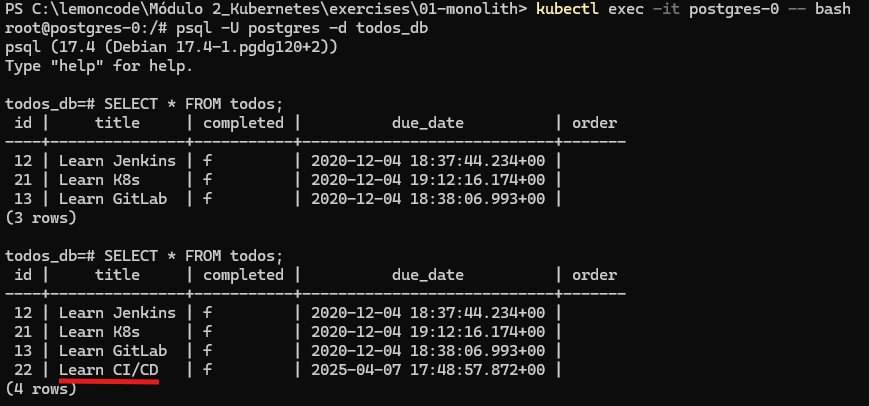 PS C:\lemoncode\Módulo 2_Kubernetes\exercises\01-monolith> kubectl exec -it postgres-0 -- bash
root@postgres-0:/# psql -U postgres -d todos_db
psql (17.4 (Debian 17.4-1.pgdg120+2))
Type "help" for help.

todos_db=# SELECT * FROM todos;
 id |     title     | completed |          due_date          | order
----+---------------+-----------+----------------------------+-------
 12 | Learn Jenkins | f         | 2020-12-04 18:37:44.234+00 |
 21 | Learn K8s     | f         | 2020-12-04 19:12:16.174+00 |
 13 | Learn GitLab  | f         | 2020-12-04 18:38:06.993+00 |
(3 rows)

todos_db=# SELECT * FROM todos;
 id |     title     | completed |          due_date          | order
----+---------------+-----------+----------------------------+-------
 12 | Learn Jenkins | f         | 2020-12-04 18:37:44.234+00 |
 21 | Learn K8s     | f         | 2020-12-04 19:12:16.174+00 |
 13 | Learn GitLab  | f         | 2020-12-04 18:38:06.993+00 |
 22 | Learn CI/CD   | f         | 2025-04-07 17:48:57.872+00 |
(4 rows)